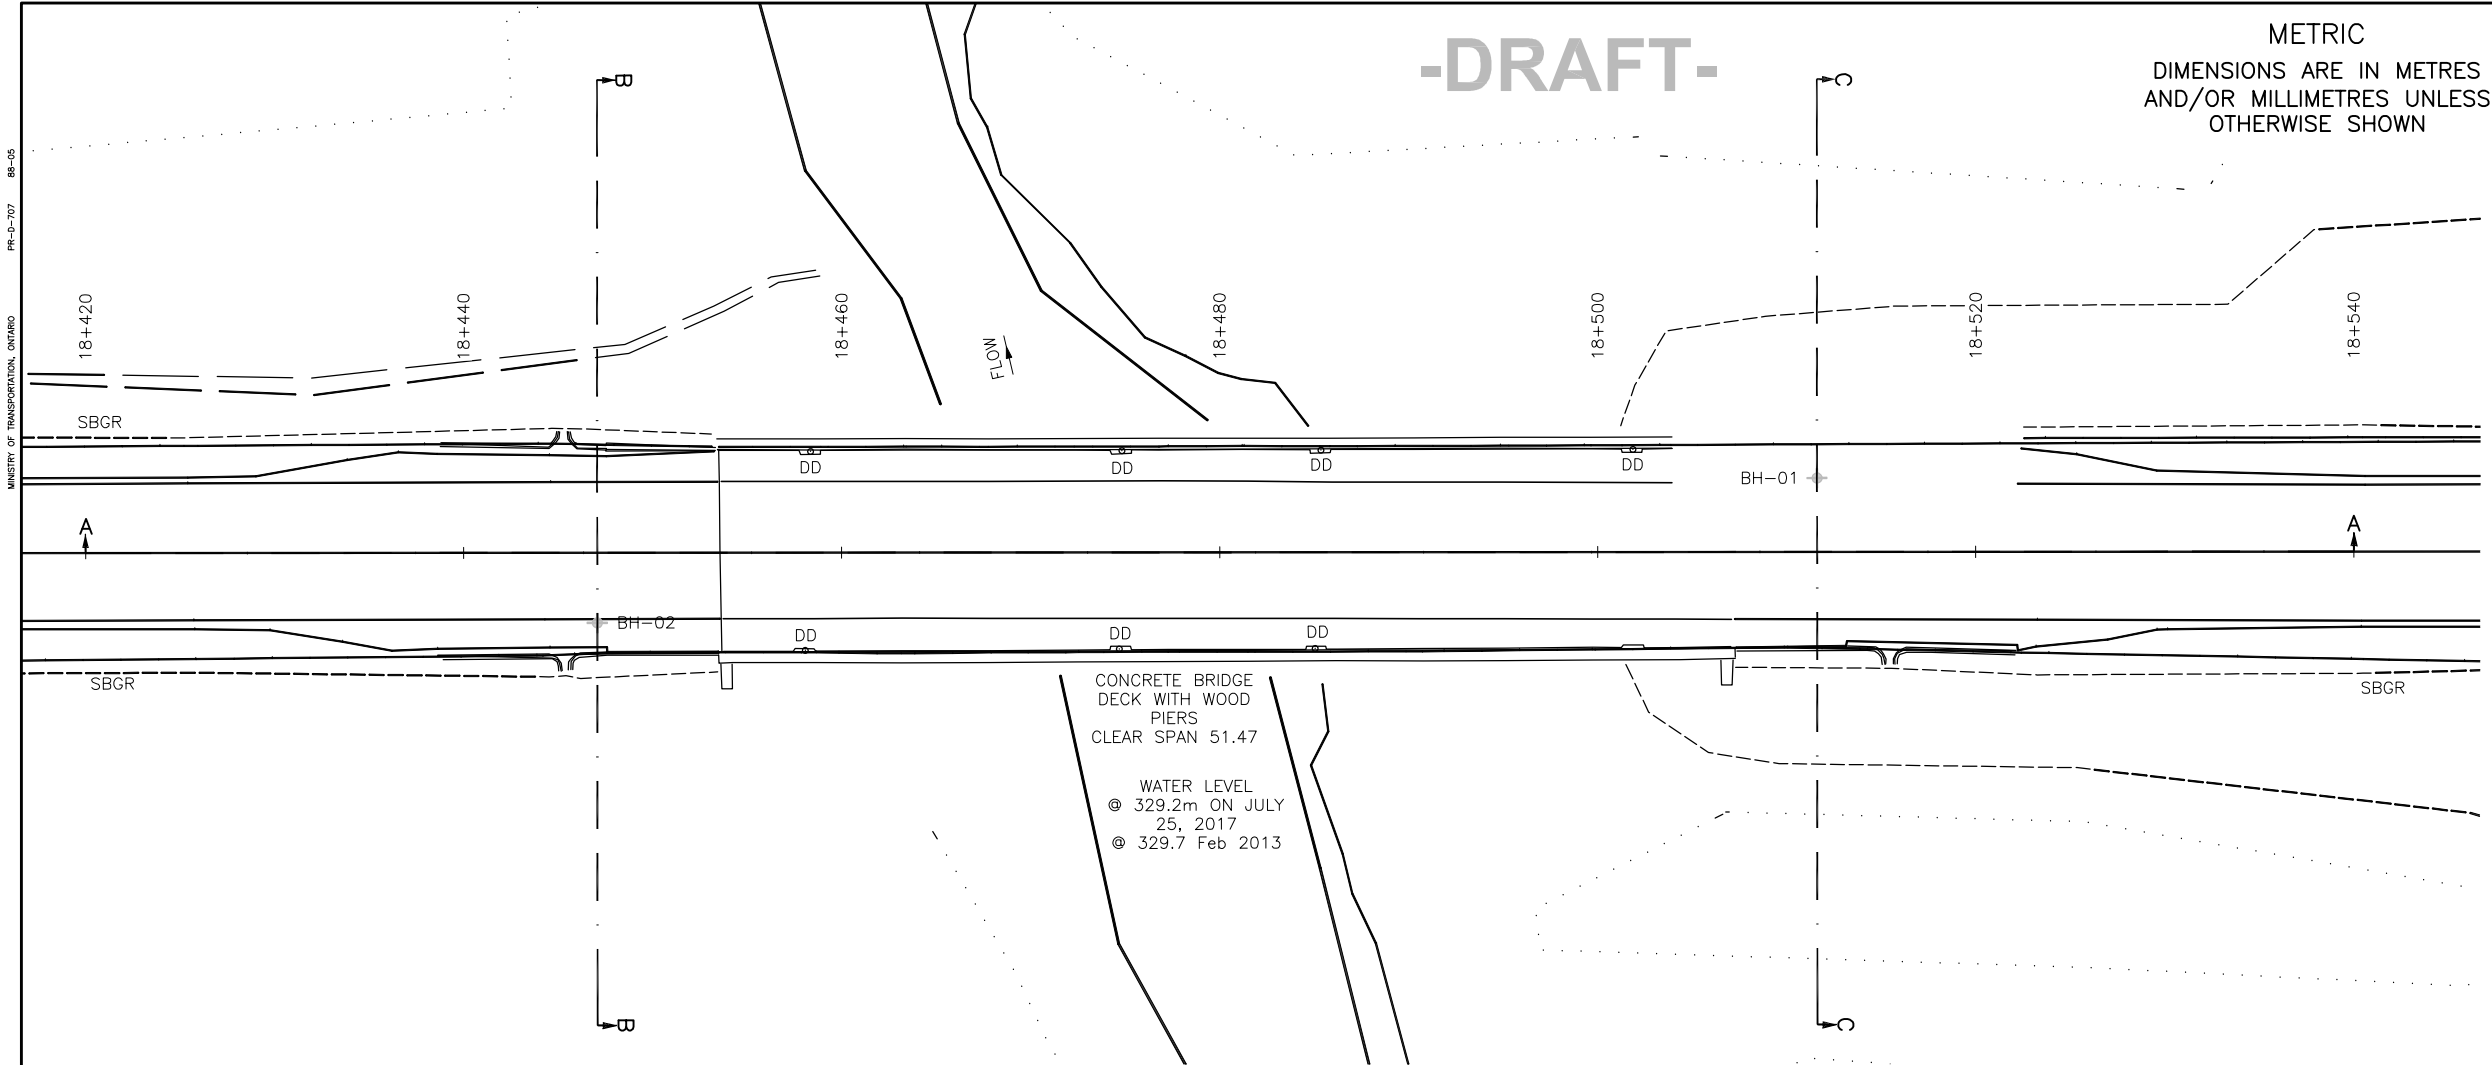 -DRAFT-
METRIC
DIMENSIONS ARE IN METRES
AND/OR MILLIMETRES UNLESS
OTHERWISE SHOWN
B
C
MINISTRY OF TRANSPORTATION, ONTARIO PR-D-707 88-05
18+420
18+440
18+460
18+480
18+500
18+520
18+540
FLOW
SBGR
DD
DD
DD
DD
BH-01
A
A
BH-02
DD
DD
DD
SBGR
SBGR
CONCRETE BRIDGE
DECK WITH WOOD
PIERS
CLEAR SPAN 51.47
WATER LEVEL
@ 329.2m ON JULY
25, 2017
@ 329.7 Feb 2013
B
C